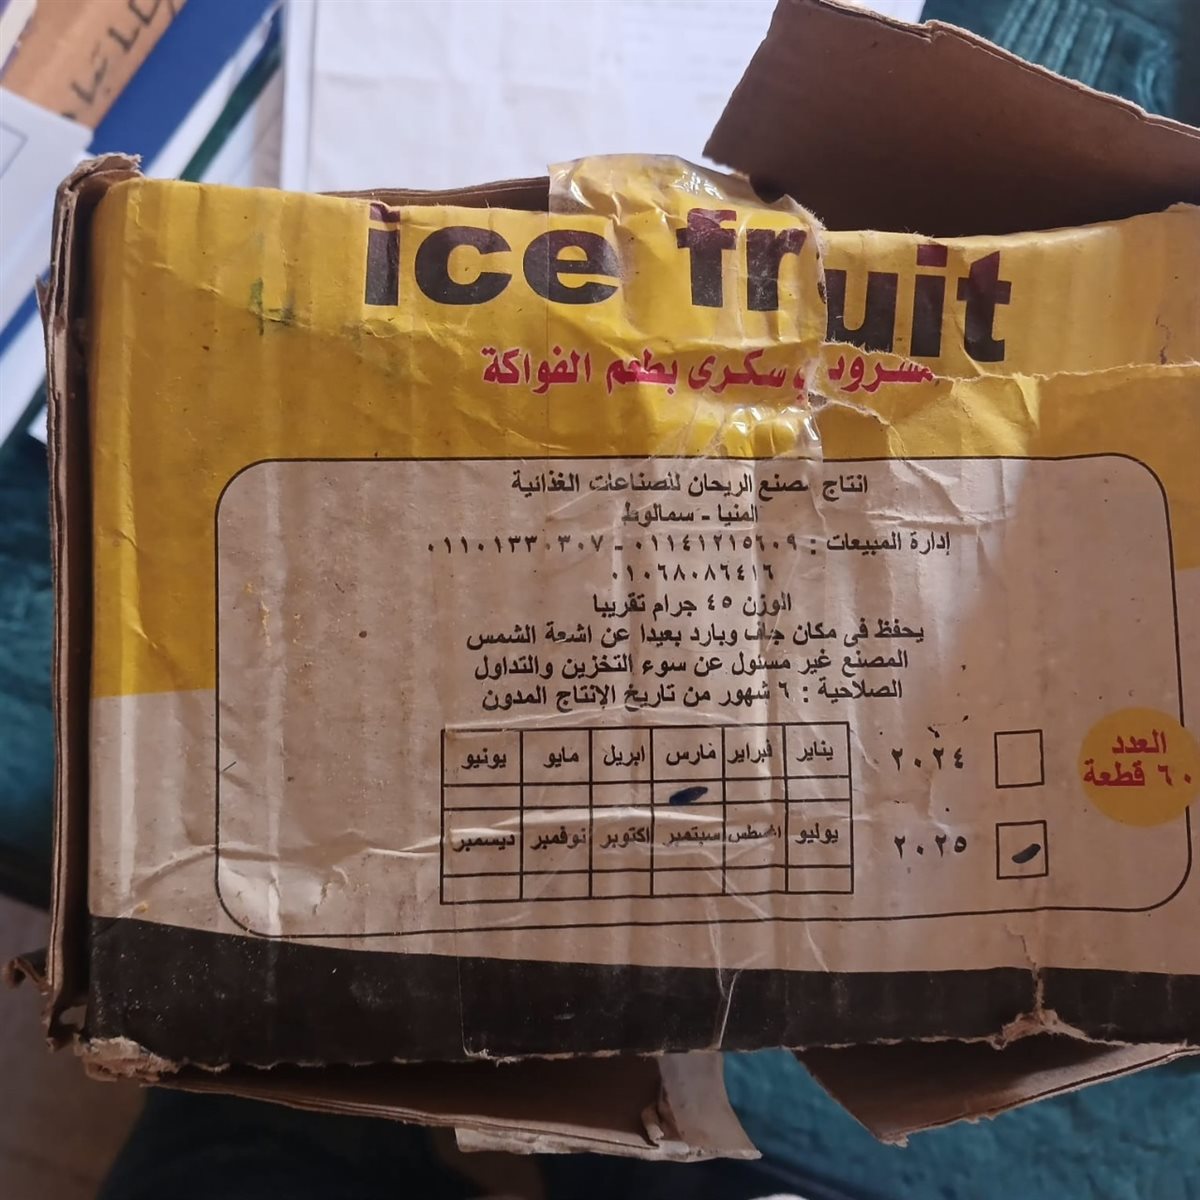 ice fruit
مشروب سكرى بطعم الفواكة
انتاج مصنع الريحان للصناعات الغذائية
المنيا - سمالوط
إدارة المبيعات : ٠١١٤١٢١٥٦٠٩ - ٠١١٠١٣٣٠٣٠٧
٠١٠٦٨٠٨٦٤١٦
الوزن ٤٥ جرام تقريبا
يحفظ فى مكان جاف وبارد بعيدا عن اشعة الشمس
المصنع غير مسئول عن سوء التخزين والتداول
الصلاحية : ٦ شهور من تاريخ الإنتاج المدون
العدد
٦٠ قطعة
٢٠٢٤
يناير فبراير مارس ابريل مايو يونيو
٢٠٢٥
يوليو اغسطس سبتمبر اكتوبر نوفمبر ديسمبر